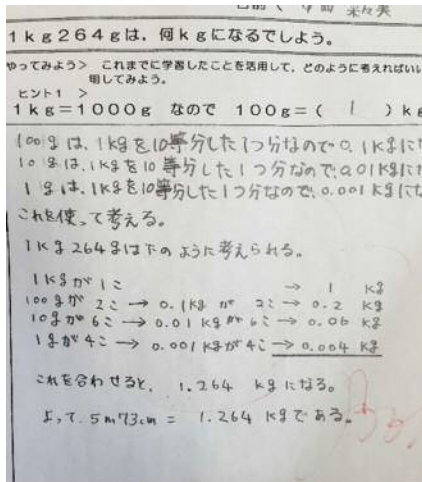 1kg264gは、何kgになるでしょう。
やってみよう> これまでに学習したことを活用して，どのように考えればいい
明してみよう。
ヒント1 >
1kg=1000g なので 100g=( 1 )kg
100gは、1kgを10等分した1つ分なので0.1kgに
10gは、1kgを10等分した1つ分なので、0.01kgに
1gは、1kgを10等分した1つ分なので、0.001kgに
これを使って考える。
1kg264gは下のように考えられる。
1kgが1こ → 1 kg
100gが2こ → 0.1kgが2こ → 0.2 kg
10gが6こ → 0.01kgが6こ → 0.06 kg
1gが4こ → 0.001kgが4こ → 0.004 kg
これを合わせると、1.264 kgになる。
よって、5m73cm = 1.264 kgである。